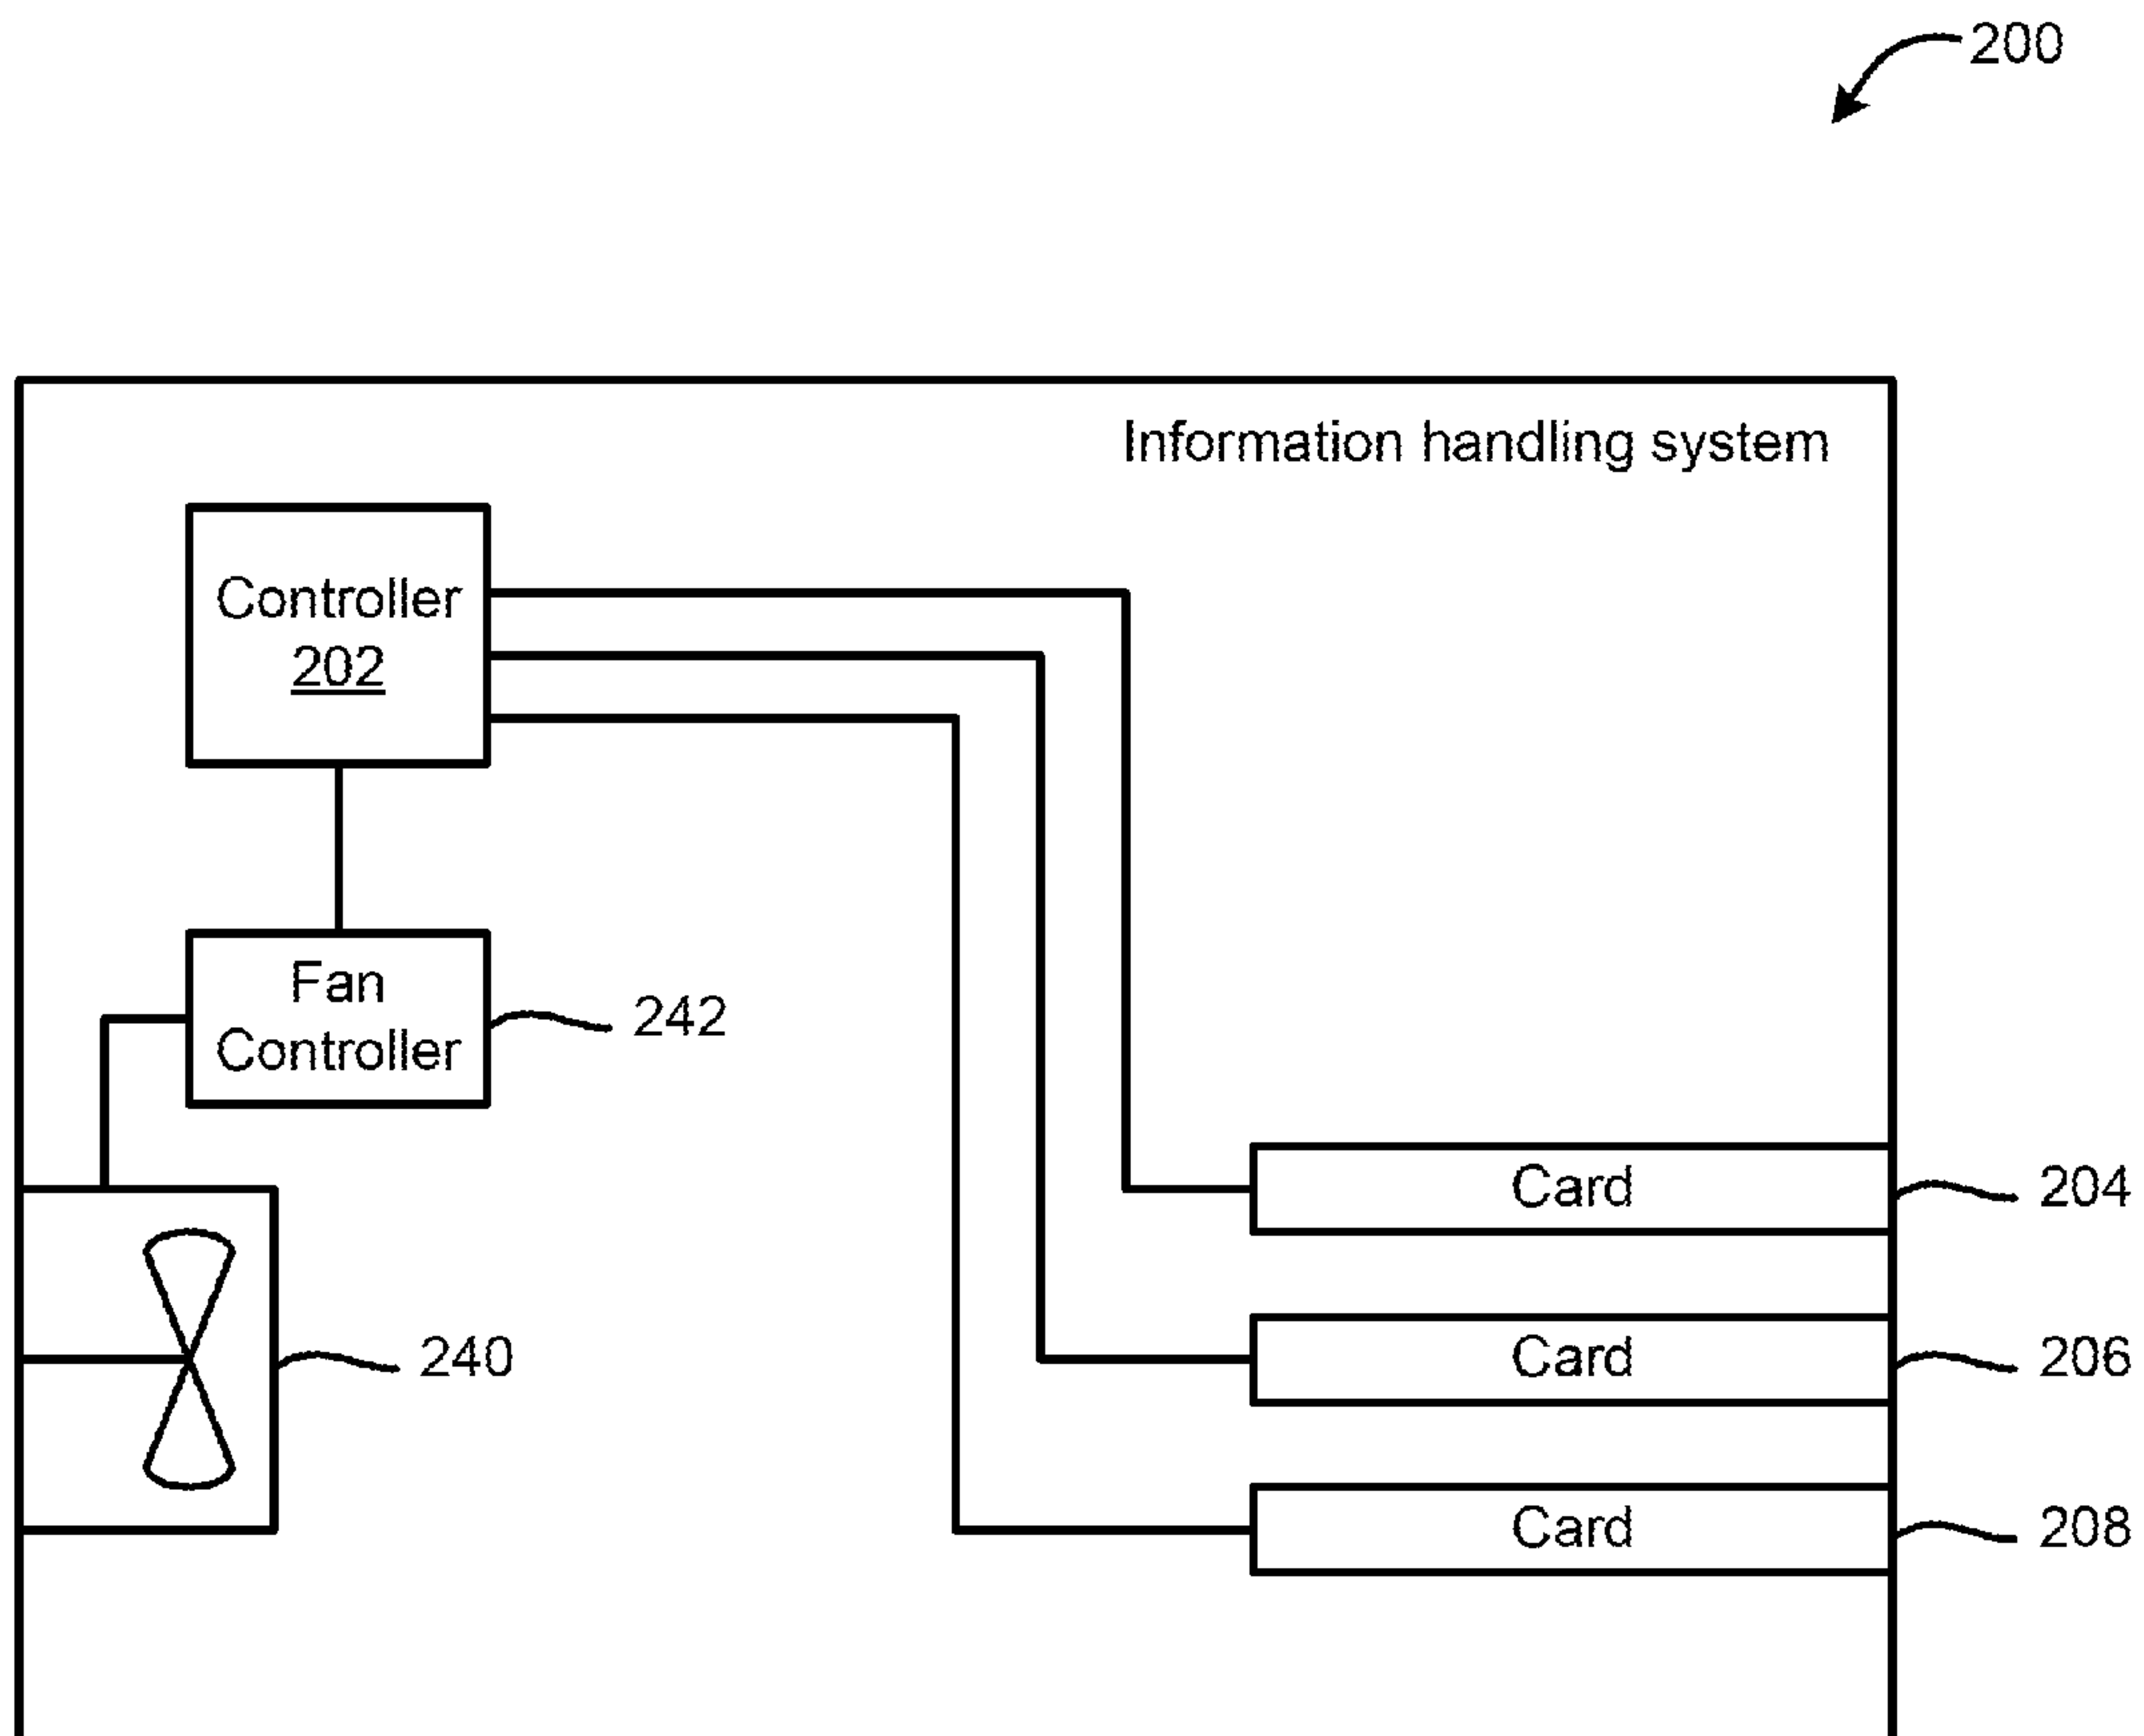 200
Information handling system
Controller
202
Fan
Controller
242
Card
204
240
Card
206
Card
208